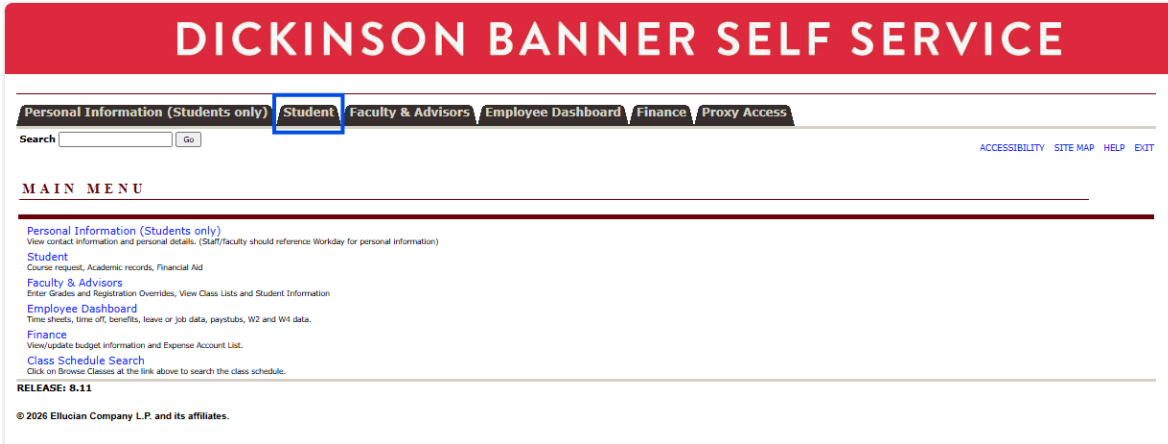 DICKINSON BANNER SELF SERVICE
Personal Information (Students only) Student Faculty & Advisors Employee Dashboard Finance Proxy Access
Search Go
ACCESSIBILITY SITE MAP HELP EXIT
MAIN MENU
Personal Information (Students only)
View contact information and personal details. (Staff/faculty should reference Workday for personal information)
Student
Course request, Academic records, Financial Aid
Faculty & Advisors
Enter Grades and Registration Overrides, View Class Lists and Student Information
Employee Dashboard
Time sheets, time off, benefits, leave or job data, paystubs, W2 and W4 data.
Finance
View/update budget information and Expense Account List.
Class Schedule Search
Click on Browse Classes at the link above to search the class schedule.
RELEASE: 8.11
© 2026 Ellucian Company L.P. and its affiliates.